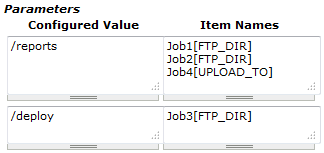 Parameters
Configured Value Item Names
/reports Job1[FTP_DIR]
Job2[FTP_DIR]
Job4[UPLOAD_TO]
/deploy Job3[FTP_DIR]